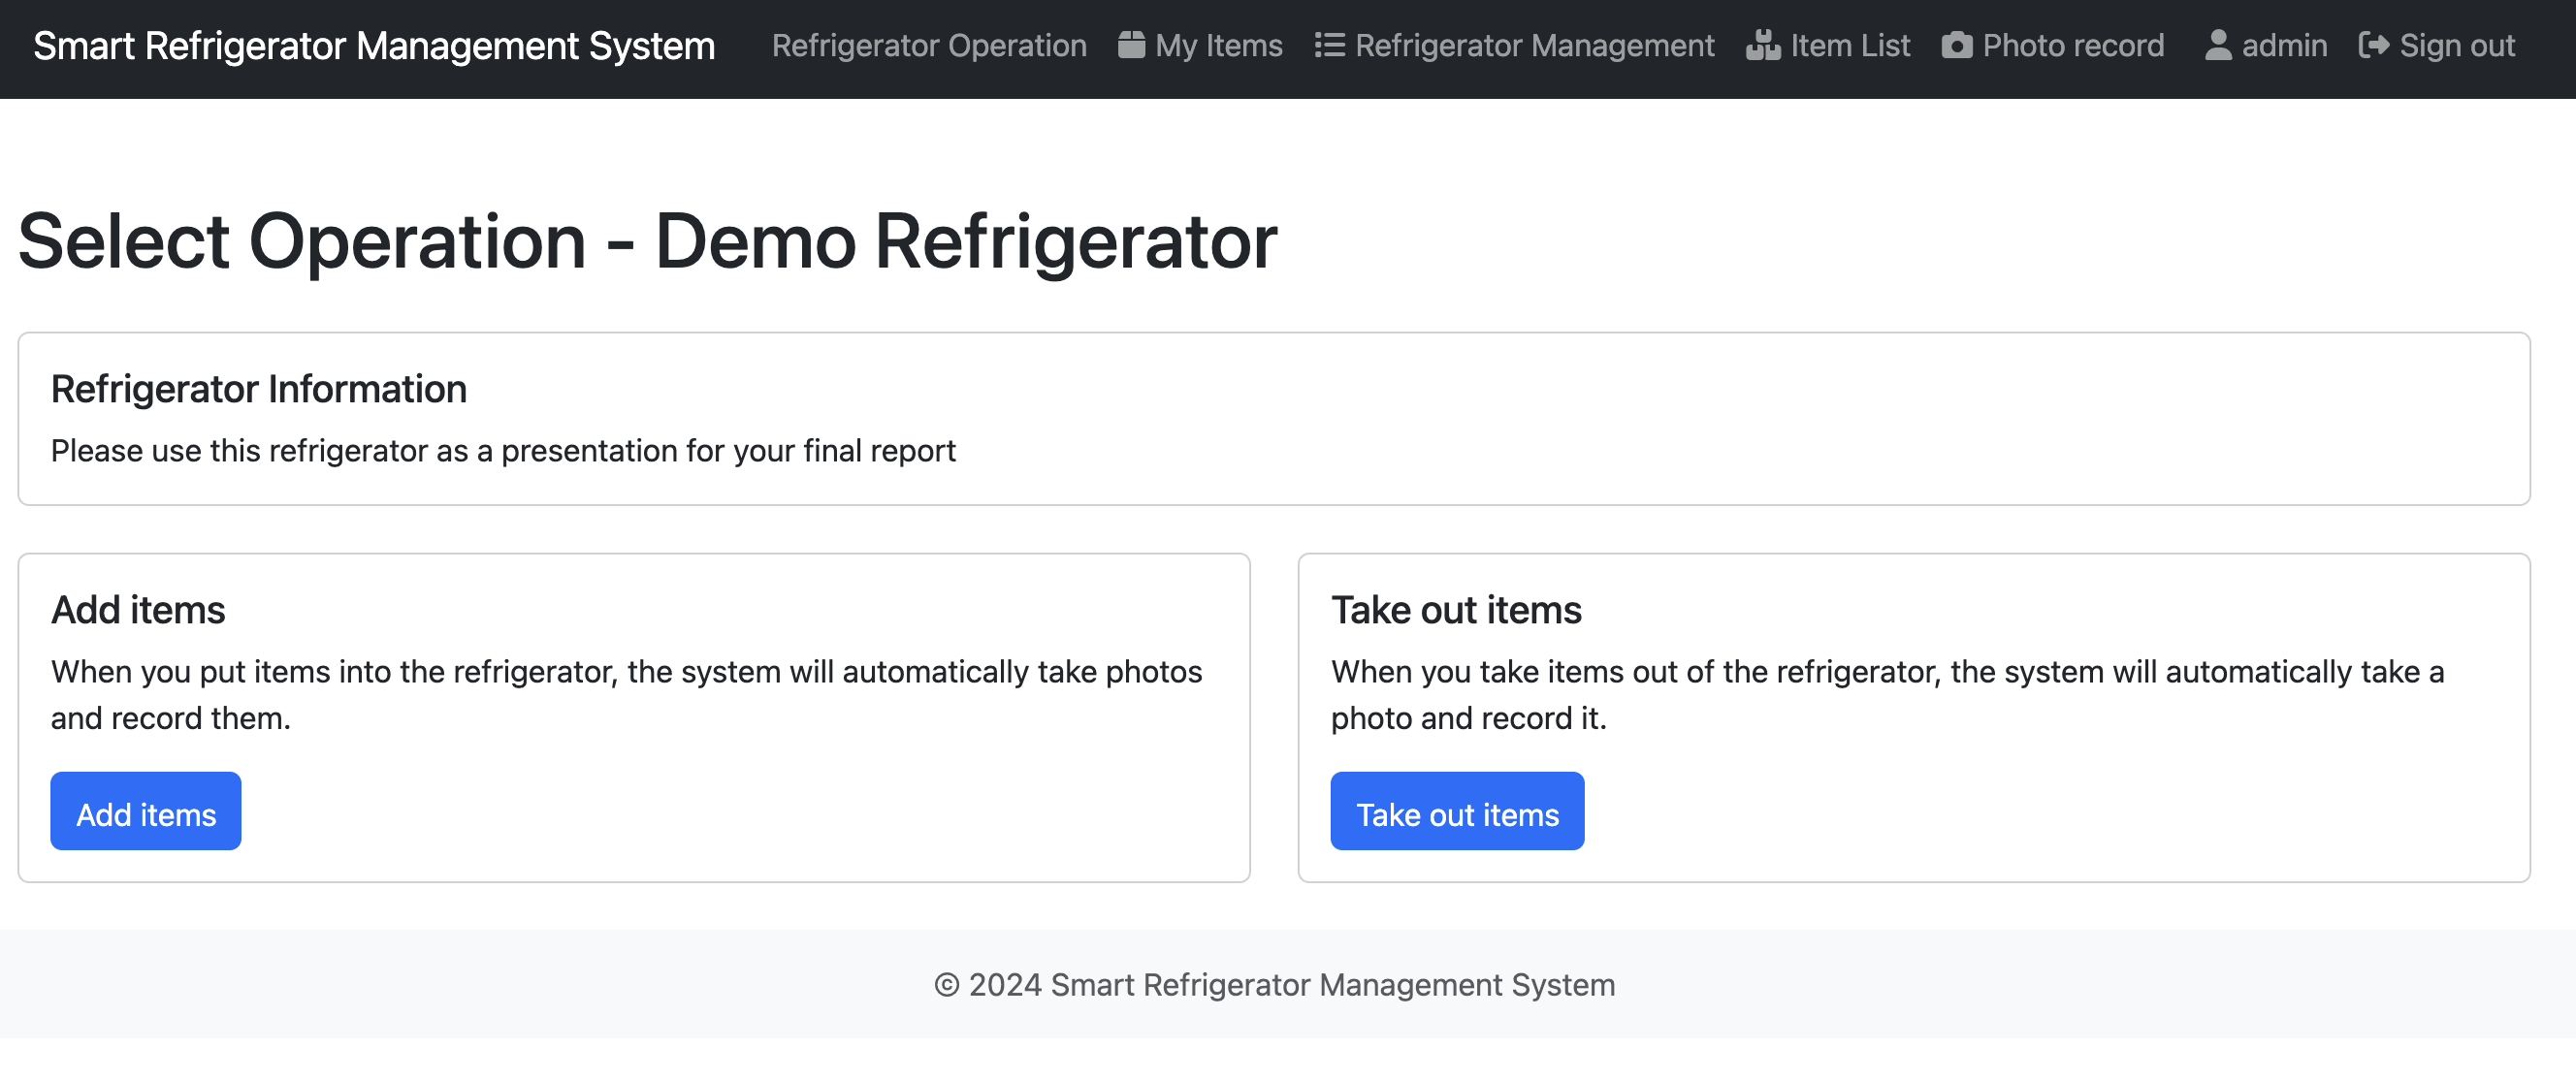 Smart Refrigerator Management System Refrigerator Operation My Items Refrigerator Management Item List Photo record admin Sign out
Select Operation - Demo Refrigerator
Refrigerator Information
Please use this refrigerator as a presentation for your final report
Add items
When you put items into the refrigerator, the system will automatically take photos
and record them.
Add items
Take out items
When you take items out of the refrigerator, the system will automatically take a
photo and record it.
Take out items
© 2024 Smart Refrigerator Management System